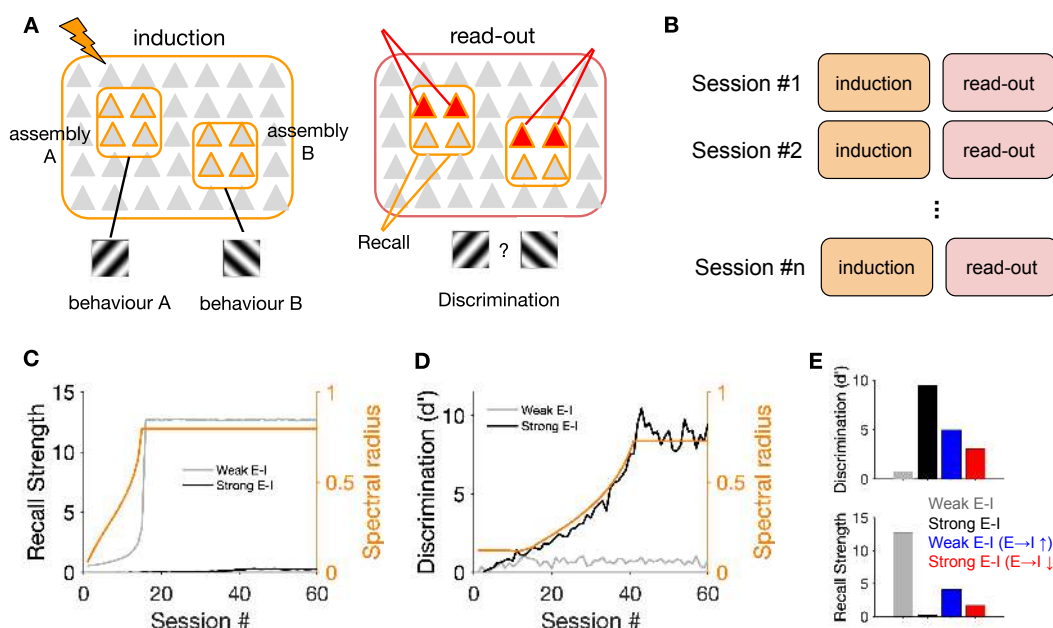 A
induction
read-out
assembly
A
assembly
B
Recall
?
behaviour A
behaviour B
Discrimination
B
Session #1
induction
read-out
Session #2
induction
read-out
...
Session #n
induction
read-out
C
Recall Strength
15
10
5
0
Weak E-I
Strong E-I
1
0.5
0
Spectral radius
0
20
40
60
Session #
D
Discrimination (d')
10
5
0
Weak E-I
Strong E-I
1
0.5
0
Spectral radius
0
20
40
60
Session #
E
Discrimination (d')
10
5
0
Weak E-I
Strong E-I
Weak E-I (E→I ↑)
Strong E-I (E→I ↓)
Recall Strength
10
5
0